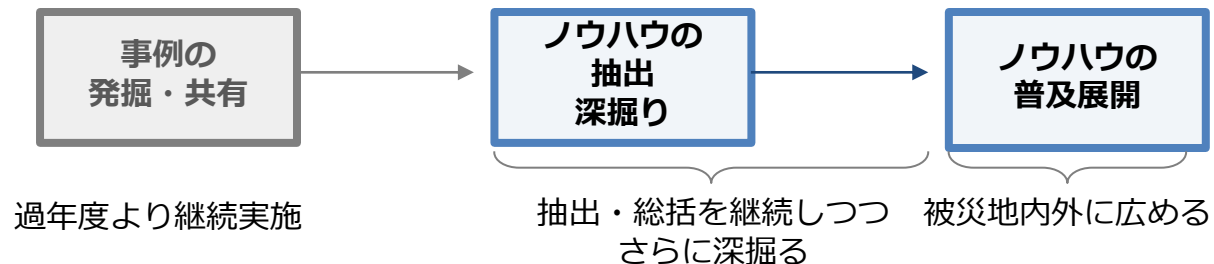 事例の
発掘・共有
ノウハウの
抽出
深掘り
ノウハウの
普及展開
過年度より継続実施
抽出・総括を継続しつつ
さらに深掘る
被災地内外に広める